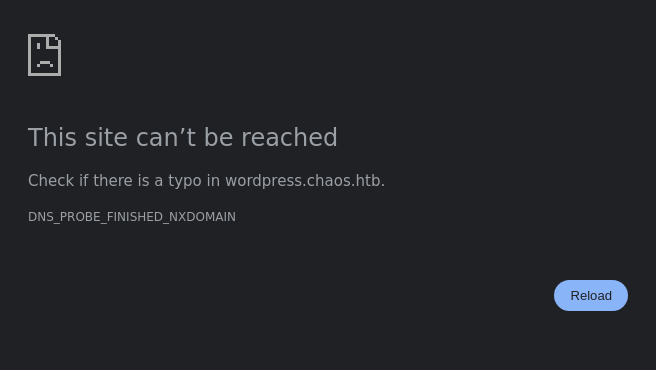 This site can’t be reached
Check if there is a typo in wordpress.chaos.htb.
DNS_PROBE_FINISHED_NXDOMAIN
Reload